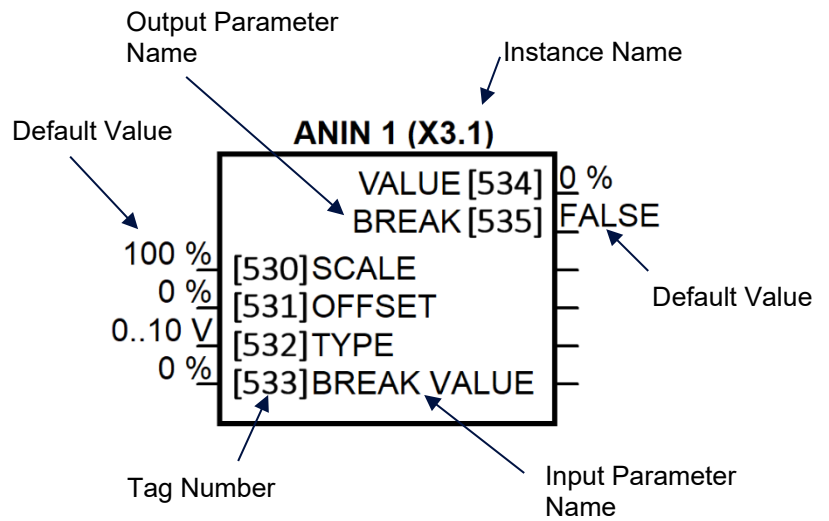 Output Parameter
Name
Instance Name
Default Value
ANIN 1 (X3.1)
VALUE [534] 0 %
BREAK [535] FALSE
100 % [530] SCALE
0 % [531] OFFSET
0..10 V [532] TYPE
0 % [533] BREAK VALUE
Default Value
Tag Number
Input Parameter
Name